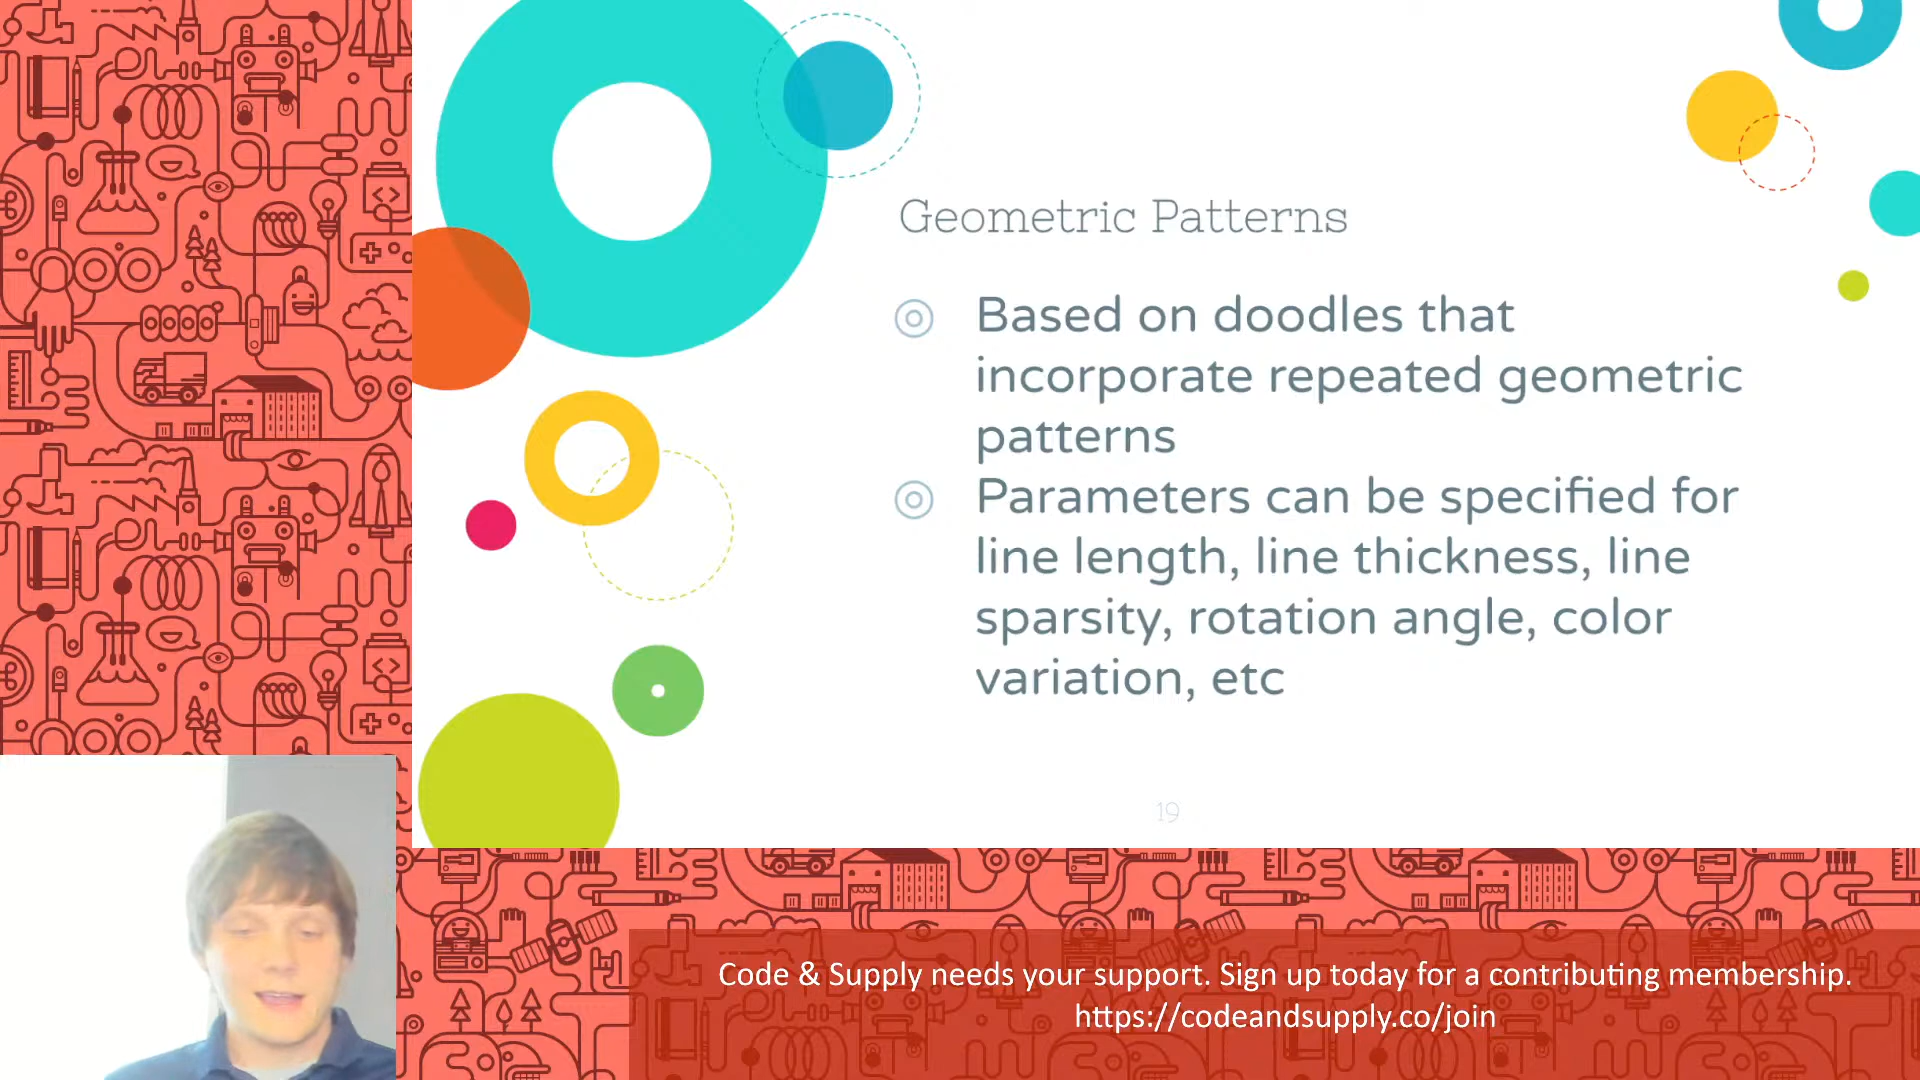 Geometric Patterns
Based on doodles that
incorporate repeated geometric
patterns
Parameters can be specified for
line length, line thickness, line
sparsity, rotation angle, color
variation, etc
19
Code & Supply needs your support. Sign up today for a contributing membership.
https://codeandsupply.co/join